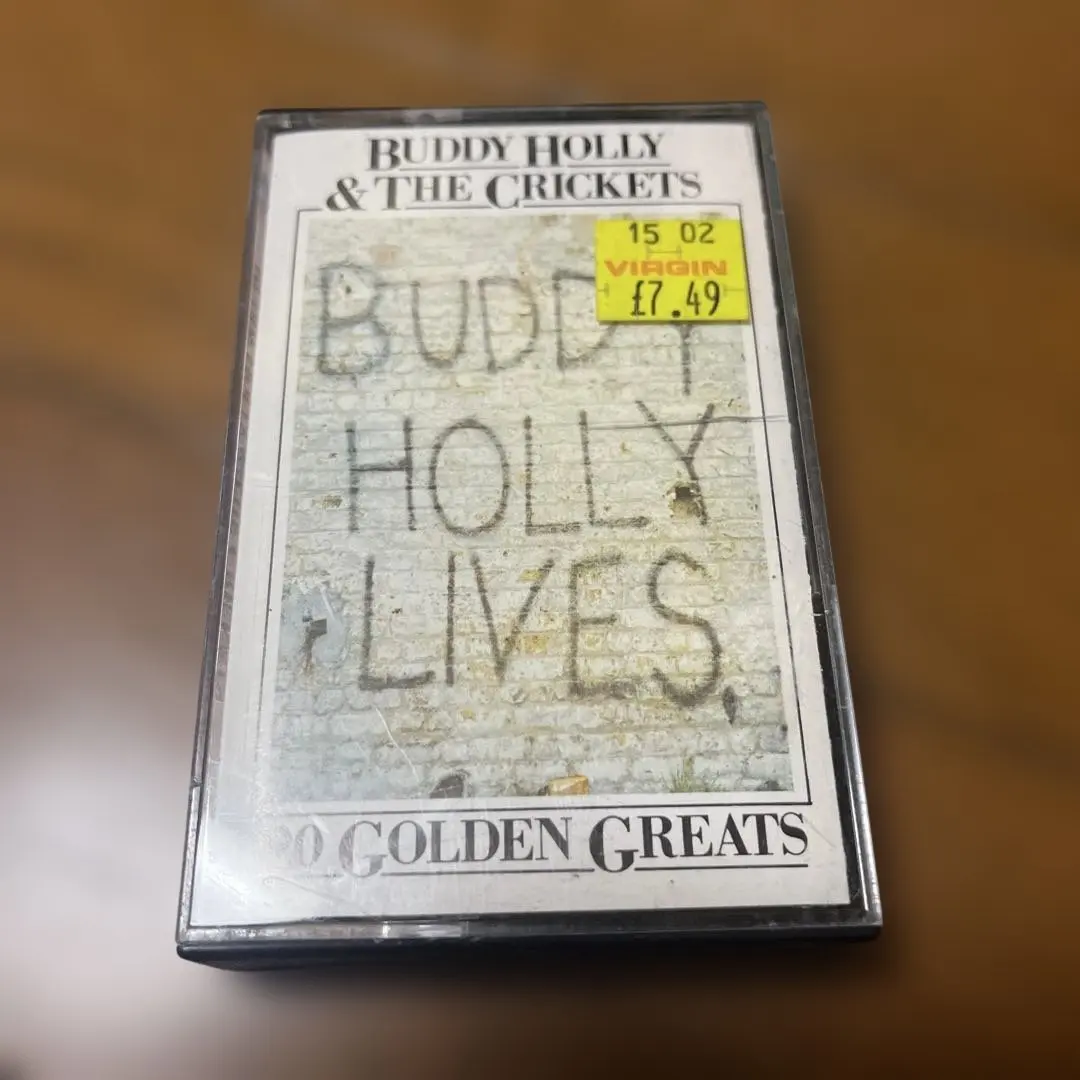 BUDDY HOLLY
& THE CRICKETS
15 02
VIRGIN
£7.49
BUDDY
HOLLY
LIVES,
20 GOLDEN GREATS